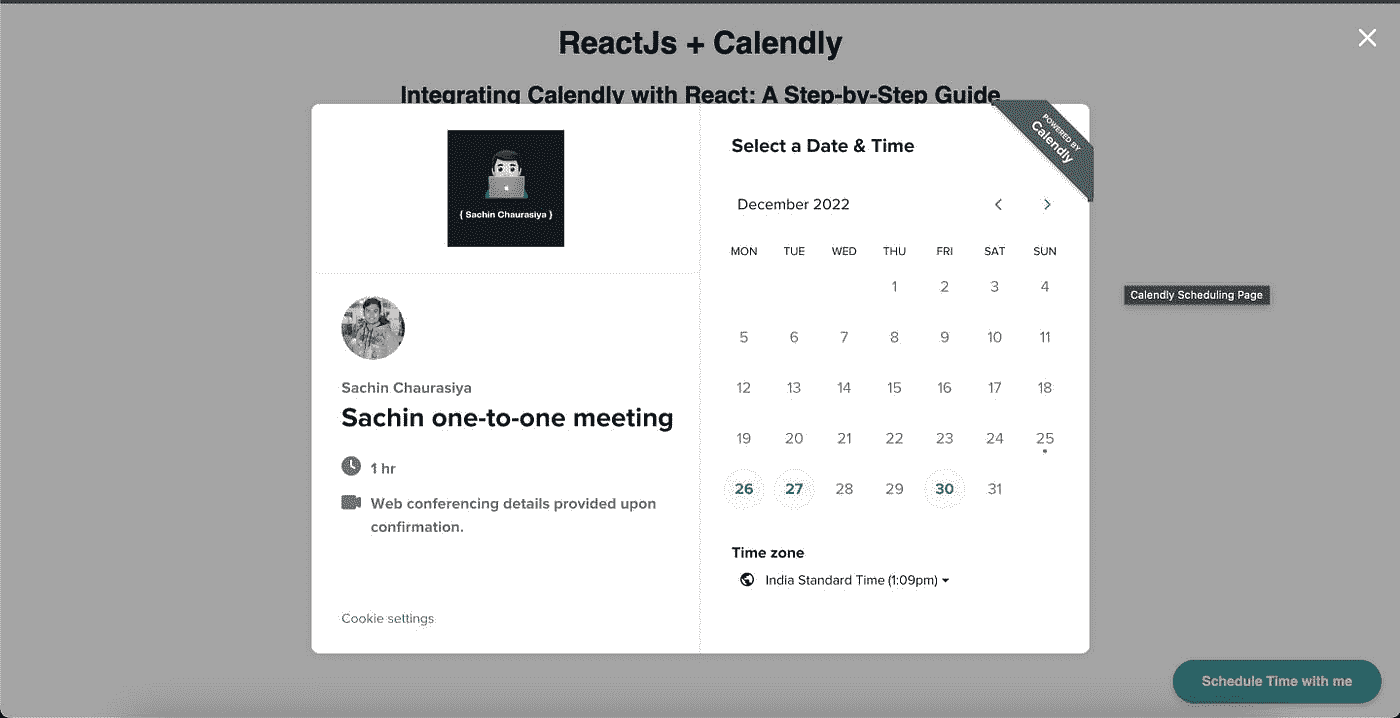 ReactJs + Calendly
Integrating Calendly with React: A Step-by-Step Guide
{ Sachin Chaurasiya }
Sachin Chaurasiya
Sachin one-to-one meeting
1 hr
Web conferencing details provided upon
confirmation.
Cookie settings
POWERED BY
Calendly
Select a Date & Time
December 2022
MON TUE WED THU FRI SAT SUN
1 2 3 4
5 6 7 8 9 10 11
12 13 14 15 16 17 18
19 20 21 22 23 24 25
26 27 28 29 30 31
Time zone
India Standard Time (1:09pm)
Calendly Scheduling Page
Schedule Time with me